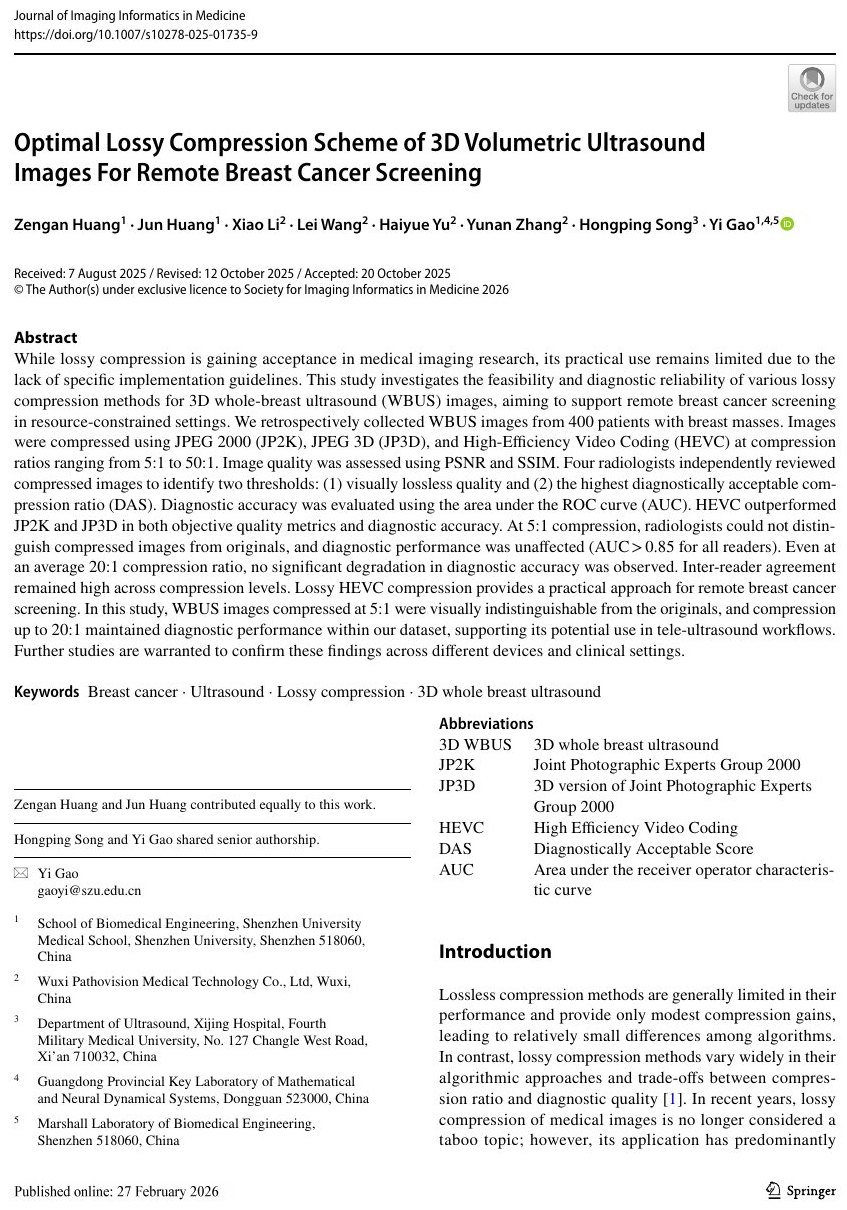 Journal of Imaging Informatics in Medicine
https://doi.org/10.1007/s10278-025-01735-9
Check for
updates
Optimal Lossy Compression Scheme of 3D Volumetric Ultrasound
Images For Remote Breast Cancer Screening
Zengan Huang1 · Jun Huang1 · Xiao Li2 · Lei Wang2 · Haiyue Yu2 · Yunan Zhang2 · Hongping Song3 · Yi Gao1,4,5
Received: 7 August 2025 / Revised: 12 October 2025 / Accepted: 20 October 2025
© The Author(s) under exclusive licence to Society for Imaging Informatics in Medicine 2026
Abstract
While lossy compression is gaining acceptance in medical imaging research, its practical use remains limited due to the
lack of specific implementation guidelines. This study investigates the feasibility and diagnostic reliability of various lossy
compression methods for 3D whole-breast ultrasound (WBUS) images, aiming to support remote breast cancer screening
in resource-constrained settings. We retrospectively collected WBUS images from 400 patients with breast masses. Images
were compressed using JPEG 2000 (JP2K), JPEG 3D (JP3D), and High-Efficiency Video Coding (HEVC) at compression
ratios ranging from 5:1 to 50:1. Image quality was assessed using PSNR and SSIM. Four radiologists independently reviewed
compressed images to identify two thresholds: (1) visually lossless quality and (2) the highest diagnostically acceptable com-
pression ratio (DAS). Diagnostic accuracy was evaluated using the area under the ROC curve (AUC). HEVC outperformed
JP2K and JP3D in both objective quality metrics and diagnostic accuracy. At 5:1 compression, radiologists could not distin-
guish compressed images from originals, and diagnostic performance was unaffected (AUC > 0.85 for all readers). Even at
an average 20:1 compression ratio, no significant degradation in diagnostic accuracy was observed. Inter-reader agreement
remained high across compression levels. Lossy HEVC compression provides a practical approach for remote breast cancer
screening. In this study, WBUS images compressed at 5:1 were visually indistinguishable from the originals, and compression
up to 20:1 maintained diagnostic performance within our dataset, supporting its potential use in tele-ultrasound workflows.
Further studies are warranted to confirm these findings across different devices and clinical settings.
Keywords Breast cancer · Ultrasound · Lossy compression · 3D whole breast ultrasound
Zengan Huang and Jun Huang contributed equally to this work.
Hongping Song and Yi Gao shared senior authorship.
Yi Gao
gaoyi@szu.edu.cn
1 School of Biomedical Engineering, Shenzhen University
Medical School, Shenzhen University, Shenzhen 518060,
China
2 Wuxi Pathovision Medical Technology Co., Ltd, Wuxi,
China
3 Department of Ultrasound, Xijing Hospital, Fourth
Military Medical University, No. 127 Changle West Road,
Xi'an 710032, China
4 Guangdong Provincial Key Laboratory of Mathematical
and Neural Dynamical Systems, Dongguan 523000, China
5 Marshall Laboratory of Biomedical Engineering,
Shenzhen 518060, China
Abbreviations
3D WBUS 3D whole breast ultrasound
JP2K Joint Photographic Experts Group 2000
JP3D 3D version of Joint Photographic Experts
Group 2000
HEVC High Efficiency Video Coding
DAS Diagnostically Acceptable Score
AUC Area under the receiver operator characteris-
tic curve
Introduction
Lossless compression methods are generally limited in their
performance and provide only modest compression gains,
leading to relatively small differences among algorithms.
In contrast, lossy compression methods vary widely in their
algorithmic approaches and trade-offs between compres-
sion ratio and diagnostic quality [1]. In recent years, lossy
compression of medical images is no longer considered a
taboo topic; however, its application has predominantly
Published online: 27 February 2026
Springer